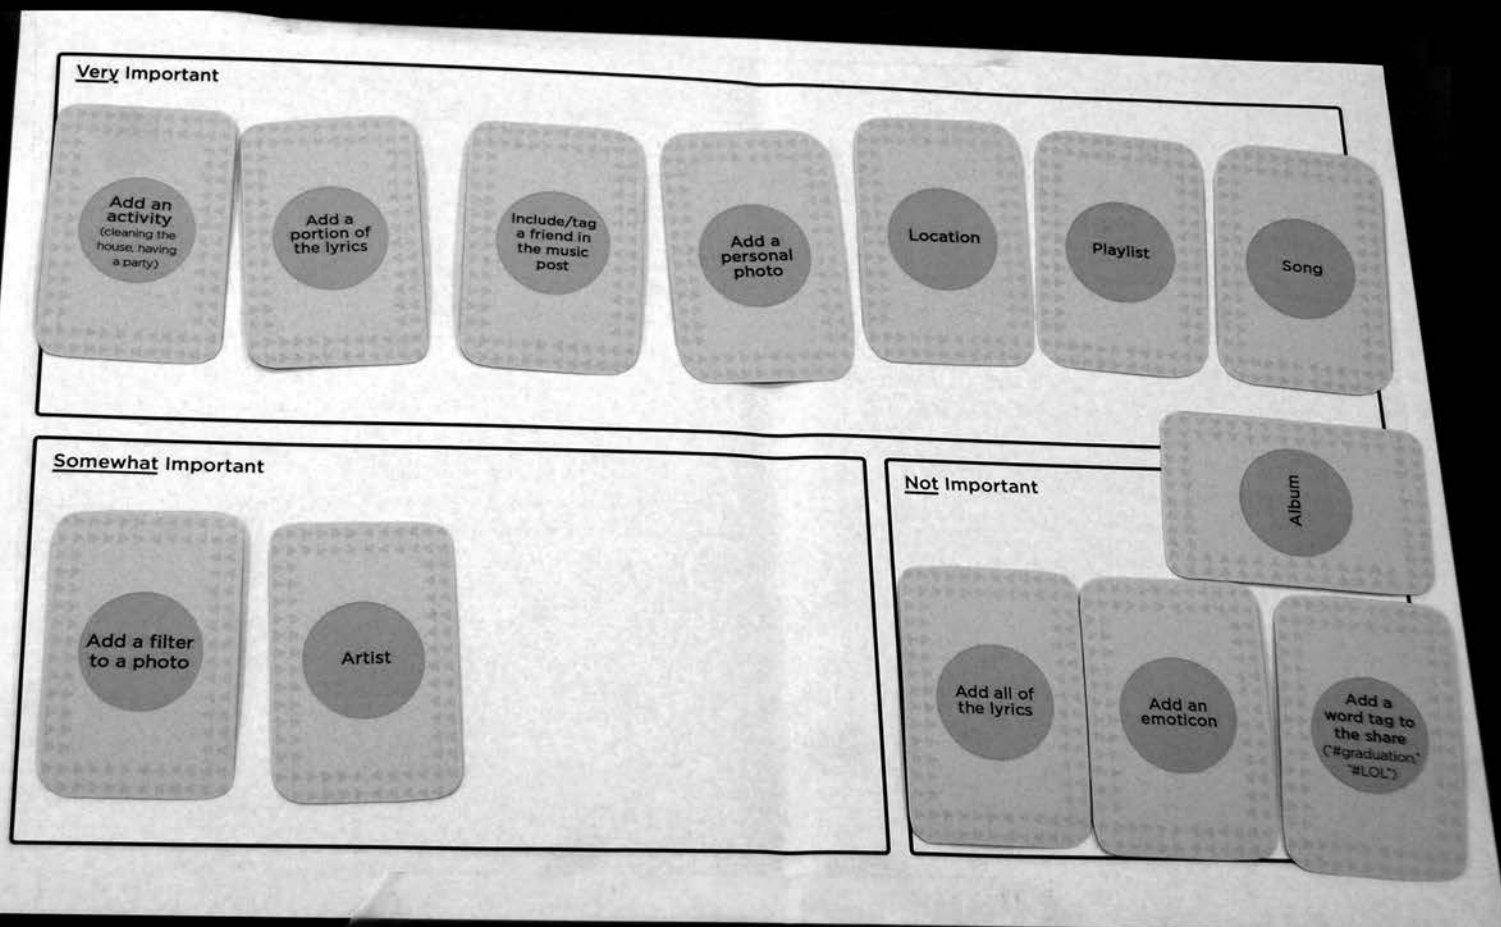 Very Important
Add an
activity
(cleaning the
house, having
a party)
Add a
portion of
the lyrics
Include/tag
a friend in
the music
post
Add a
personal
photo
Location
Playlist
Song
Somewhat Important
Add a filter
to a photo
Artist
Not Important
Album
Add all of
the lyrics
Add an
emoticon
Add a
word tag to
the share
("#graduation,"
"#LOL")